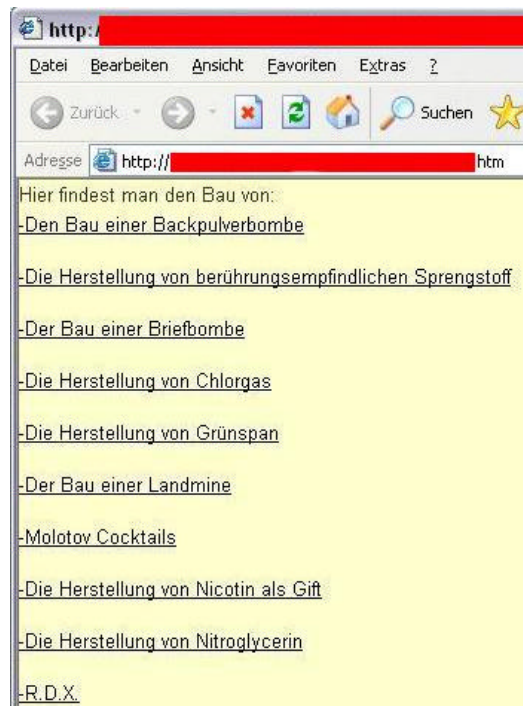 http:/
Datei Bearbeiten Ansicht Favoriten Extras ?
Zurück Suchen
Adresse http:// htm
Hier findest man den Bau von:
-Den Bau einer Backpulverbombe
-Die Herstellung von berührungsempfindlichen Sprengstoff
-Der Bau einer Briefbombe
-Die Herstellung von Chlorgas
-Die Herstellung von Grünspan
-Der Bau einer Landmine
-Molotov Cocktails
-Die Herstellung von Nicotin als Gift
-Die Herstellung von Nitroglycerin
-R.D.X.